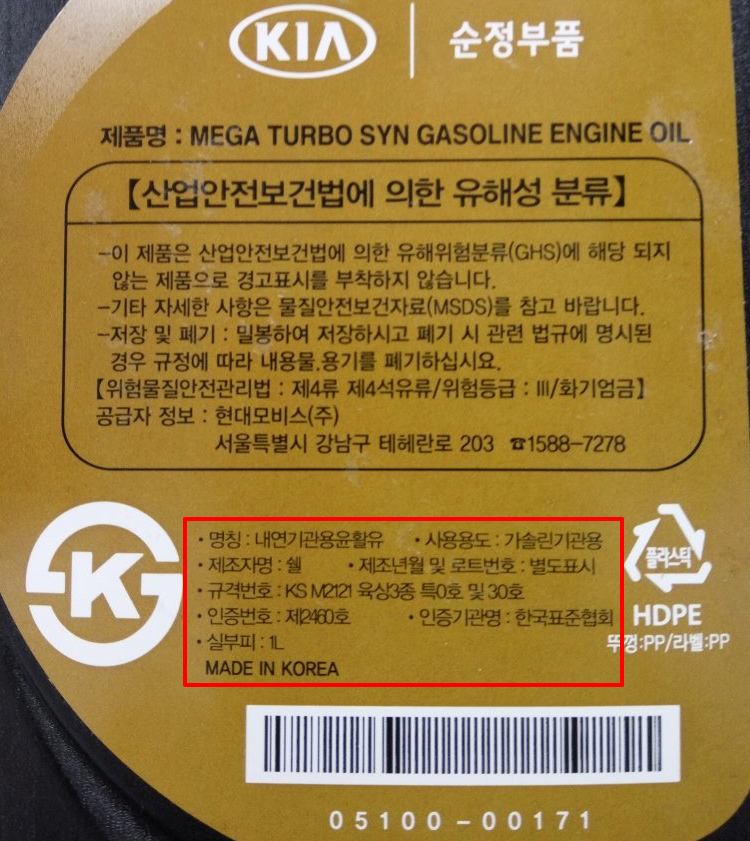 KIA 순정부품
제품명 : MEGA TURBO SYN GASOLINE ENGINE OIL
【산업안전보건법에 의한 유해성 분류】
-이 제품은 산업안전보건법에 의한 유해위험분류(GHS)에 해당 되지
않는 제품으로 경고표시를 부착하지 않습니다.
-기타 자세한 사항은 물질안전보건자료(MSDS)를 참고 바랍니다.
-저장 및 폐기 : 밀봉하여 저장하시고 폐기 시 관련 법규에 명시된
경우 규정에 따라 내용물.용기를 폐기하십시요.
【위험물질안전관리법 : 제4류 제4석유류/위험등급 : III/화기엄금】
공급자 정보 : 현대모비스(주)
서울특별시 강남구 테헤란로 203 ☎1588-7278
K
· 명칭 : 내연기관용윤활유 · 사용용도 : 가솔린기관용
· 제조자명 : 쉘 · 제조년월 및 로트번호 : 별도표시
· 규격번호 : KS M2121 육상3종 특0호 및 30호
· 인증번호 : 제2460호 · 인증기관명 : 한국표준협회
· 실부피 : 1L
MADE IN KOREA
플라스틱
HDPE
뚜껑:PP/라벨:PP
05100-00171